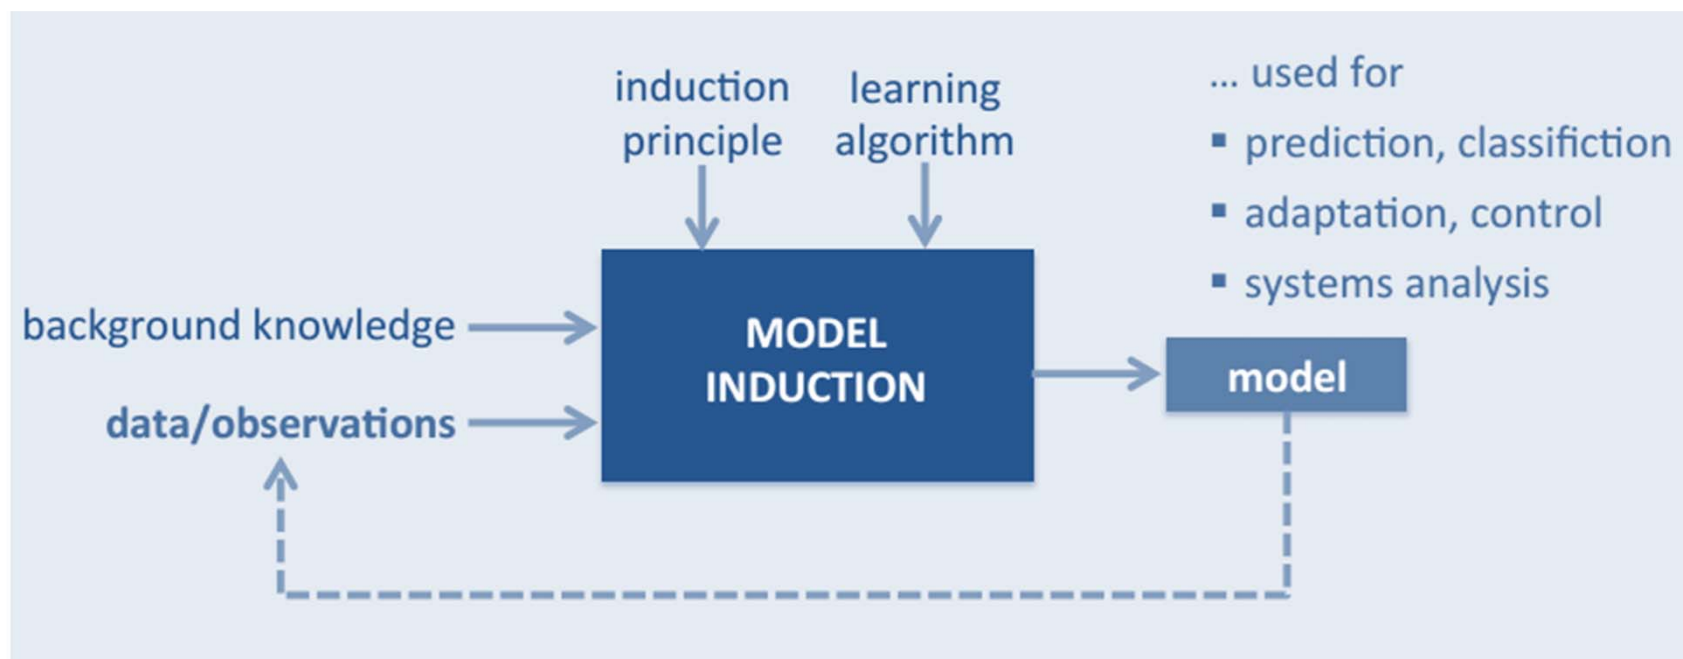 induction
principle
learning
algorithm
... used for
▪ prediction, classifiction
▪ adaptation, control
▪ systems analysis
background knowledge
data/observations
MODEL
INDUCTION
model